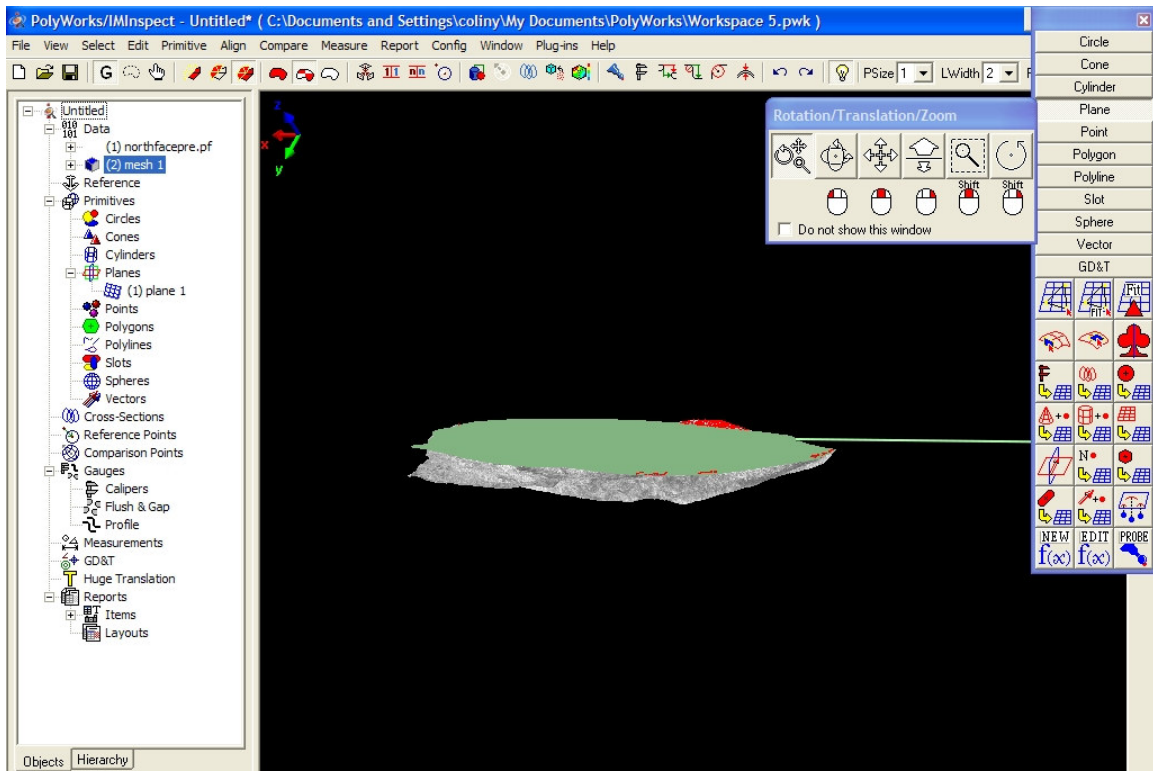 PolyWorks/IMInspect - Untitled* ( C:\Documents and Settings\coliny\My Documents\PolyWorks\Workspace 5.pwk )
File View Select Edit Primitive Align Compare Measure Report Config Window Plug-ins Help
G PSize 1 LWidth 2
Untitled
Data
(1) northfacepre.pf
(2) mesh 1
Reference
Primitives
Circles
Cones
Cylinders
Planes
(1) plane 1
Points
Polygons
Polylines
Slots
Spheres
Vectors
Cross-Sections
Reference Points
Comparison Points
Gauges
Calipers
Flush & Gap
Profile
Measurements
GD&T
Huge Translation
Reports
Items
Layouts
Objects Hierarchy
z
x
y
Rotation/Translation/Zoom
Shift Shift
Do not show this window
Circle
Cone
Cylinder
Plane
Point
Polygon
Polyline
Slot
Sphere
Vector
GD&T
FIT Fit
N
NEW EDIT PROBE
f(x) f(x)